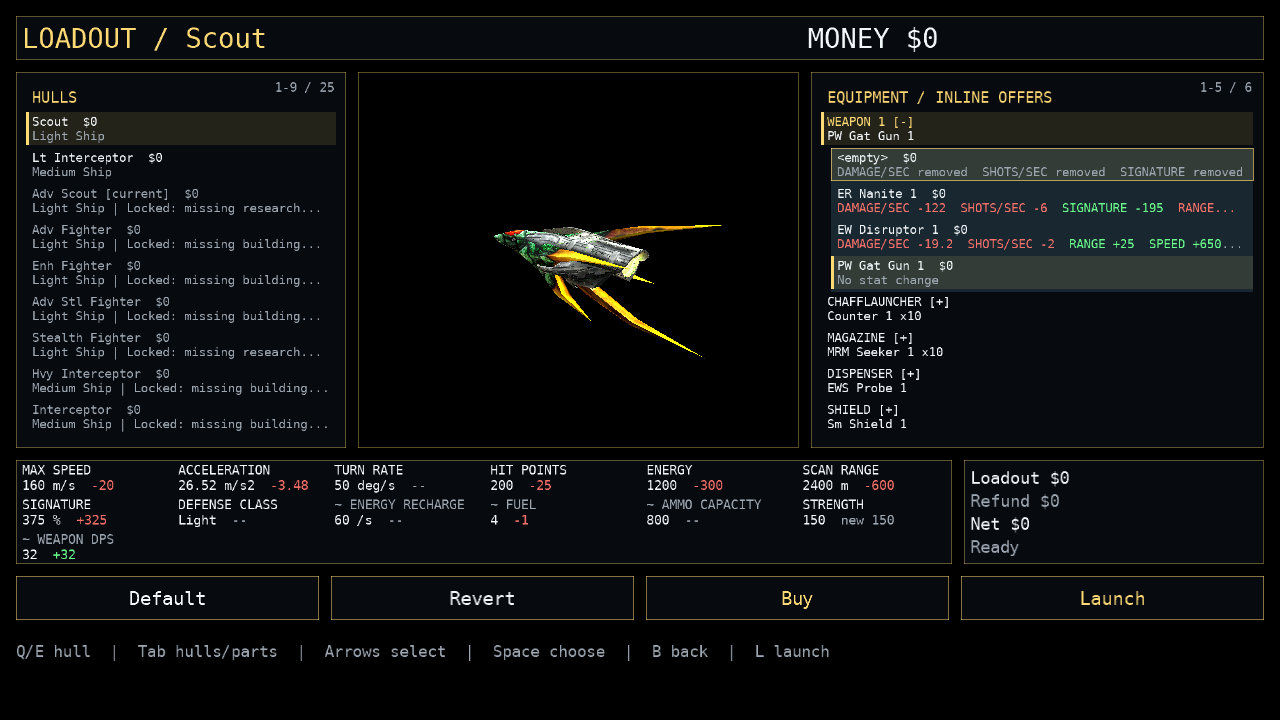 LOADOUT / Scout
MONEY $0
HULLS
1-9 / 25
Scout  $0
Light Ship
Lt Interceptor  $0
Medium Ship
Adv Scout [current]  $0
Light Ship | Locked: missing research...
Adv Fighter  $0
Light Ship | Locked: missing building...
Enh Fighter  $0
Light Ship | Locked: missing building...
Adv Stl Fighter  $0
Light Ship | Locked: missing building...
Stealth Fighter  $0
Light Ship | Locked: missing research...
Hvy Interceptor  $0
Medium Ship | Locked: missing building...
Interceptor  $0
Medium Ship | Locked: missing building...
EQUIPMENT / INLINE OFFERS
1-5 / 6
WEAPON 1 [-]
PW Gat Gun 1
<empty>  $0
DAMAGE/SEC removed  SHOTS/SEC removed  SIGNATURE removed
ER Nanite 1  $0
DAMAGE/SEC -122  SHOTS/SEC -6  SIGNATURE -195  RANGE...
EW Disruptor 1  $0
DAMAGE/SEC -19.2  SHOTS/SEC -2  RANGE +25  SPEED +650...
PW Gat Gun 1  $0
No stat change
CHAFFLAUNCHER [+]
Counter 1 x10
MAGAZINE [+]
MRM Seeker 1 x10
DISPENSER [+]
EWS Probe 1
SHIELD [+]
Sm Shield 1
MAX SPEED  ACCELERATION  TURN RATE  HIT POINTS  ENERGY  SCAN RANGE
160 m/s  -20  26.52 m/s2  -3.48  50 deg/s  --  200  -25  1200  -300  2400 m  -600
SIGNATURE  DEFENSE CLASS  ~ ENERGY RECHARGE  ~ FUEL  ~ AMMO CAPACITY  STRENGTH
375 %  +325  Light  --  60 /s  --  4  -1  800  --  150  new 150
~ WEAPON DPS
32  +32
Loadout $0
Refund $0
Net $0
Ready
Default
Revert
Buy
Launch
Q/E hull  |  Tab hulls/parts  |  Arrows select  |  Space choose  |  B back  |  L launch